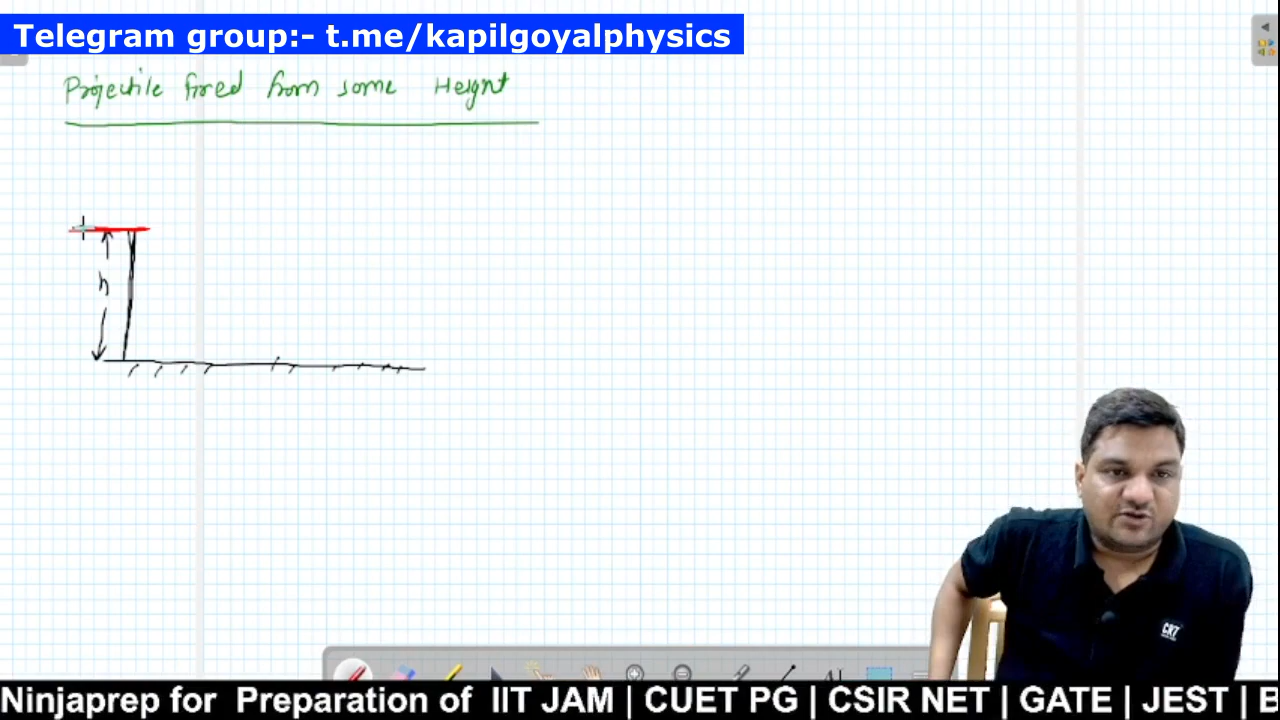 Telegram group:- t.me/kapilgoyalphysics
Projectile fired from some Height
h
CR7
Ninjaprep for Preparation of IIT JAM | CUET PG | CSIR NET | GATE | JEST | B